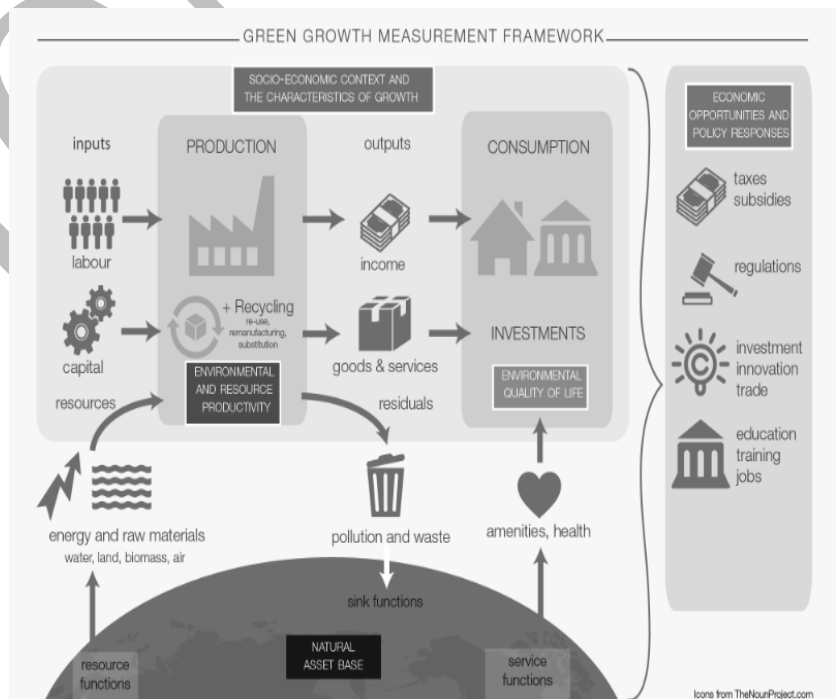 GREEN GROWTH MEASUREMENT FRAMEWORK
SOCIO-ECONOMIC CONTEXT AND
THE CHARACTERISTICS OF GROWTH
inputs
PRODUCTION
outputs
CONSUMPTION
labour
income
capital
+ Recycling
re-use,
remanufacturing,
substitution
goods & services
INVESTMENTS
resources
ENVIRONMENTAL
AND RESOURCE
PRODUCTIVITY
residuals
ENVIRONMENTAL
QUALITY OF LIFE
energy and raw materials
water, land, biomass, air
pollution and waste
amenities, health
sink functions
resource
functions
NATURAL
ASSET BASE
service
functions
ECONOMIC
OPPORTUNITIES AND
POLICY RESPONSES
taxes
subsidies
regulations
investment
innovation
trade
education
training
jobs
Icons from TheNounProject.com